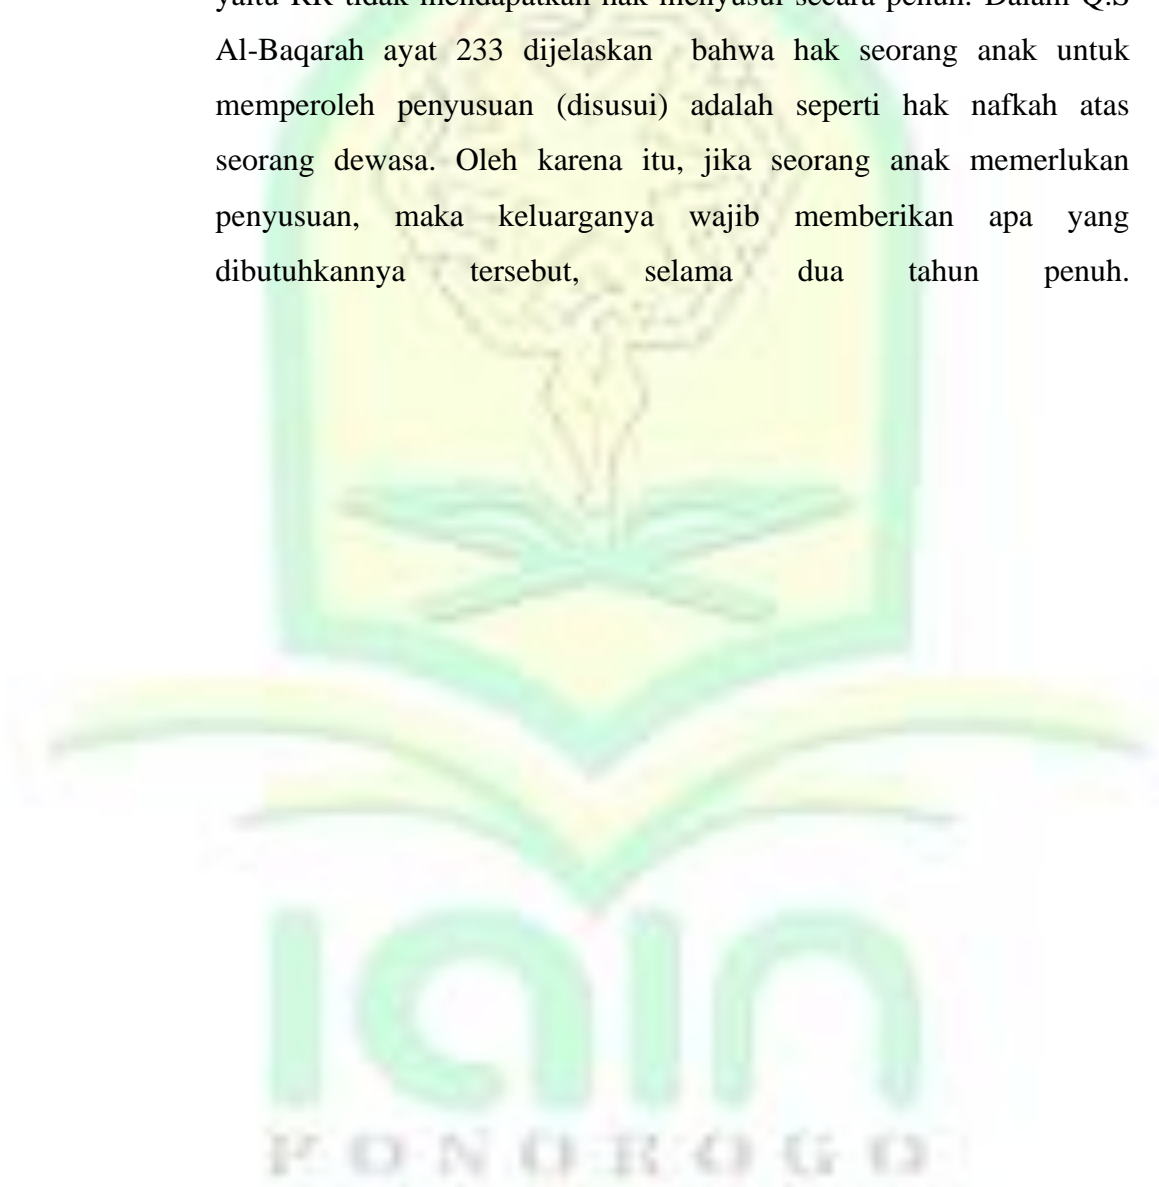 yaitu RR tidak mendapatkan hak menyusui secara penuh. Dalam Q.S
Al-Baqarah ayat 233 dijelaskan bahwa hak seorang anak untuk
memperoleh penyusuan (disusui) adalah seperti hak nafkah atas
seorang dewasa. Oleh karena itu, jika seorang anak memerlukan
penyusuan, maka keluarganya wajib memberikan apa yang
dibutuhkannya tersebut, selama dua tahun penuh.
iain
PONOROGO